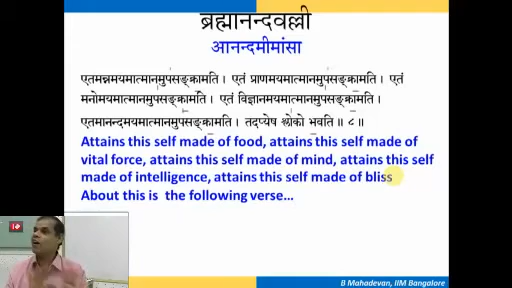 ब्रह्मानन्दवल्ली
आनन्दमीमांसा
एतमन्नमयमात्मानमुपसङ्क्रामति । एतं प्राणमयमात्मानमुपसङ्क्रामति । एतं
मनोमयमात्मानमुपसङ्क्रामति । एतं विज्ञानमयमात्मानमुपसङ्क्रामति ।
एतमानन्दमयमात्मानमुपसङ्क्रामति । तदप्येष श्लोको भवति ॥ ८ ॥
Attains this self made of food, attains this self made of
vital force, attains this self made of mind, attains this self
made of intelligence, attains this self made of bliss
About this is  the following verse…
B Mahadevan, IIM Bangalore